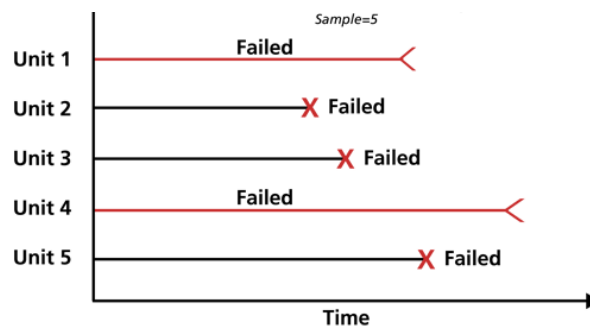 Sample=5
Unit 1 Failed
Unit 2 X Failed
Unit 3 X Failed
Unit 4 Failed
Unit 5 X Failed
Time